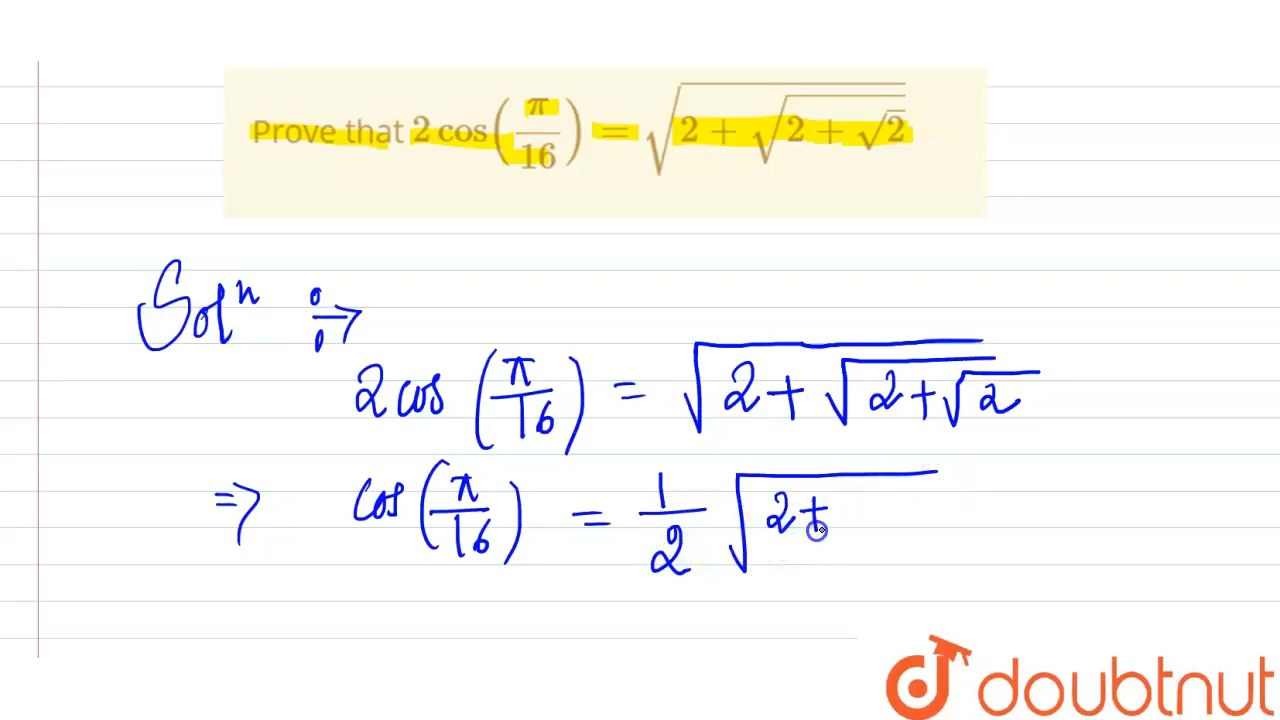 Prove that 2 cos(π/16) = √(2 + √(2 + √2))
Solⁿ ÷→
2 cos (π/16) = √(2 + √(2 + √2))
=> cos (π/16) = 1/2 √(2+
doubtnut